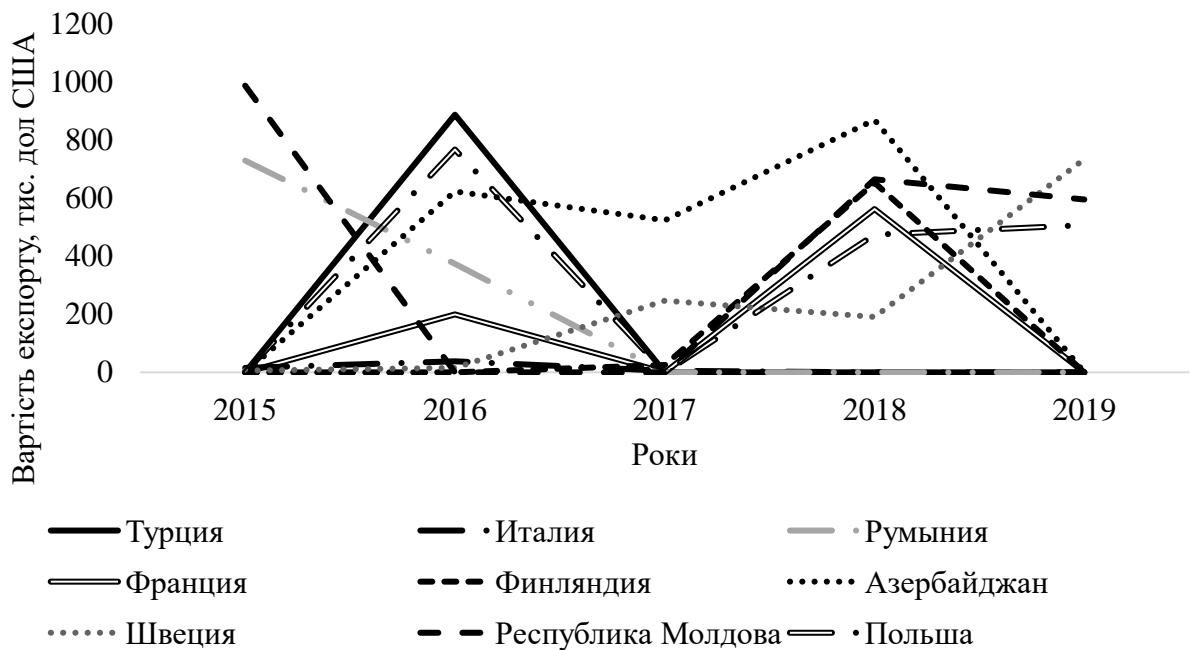 Вартість експорту, тис. дол США
1200
1000
800
600
400
200
0
2015 2016 2017 2018 2019
Роки
Турция Италия Румыния
Франция Финляндия Азербайджан
Швеция Республика Молдова Польша